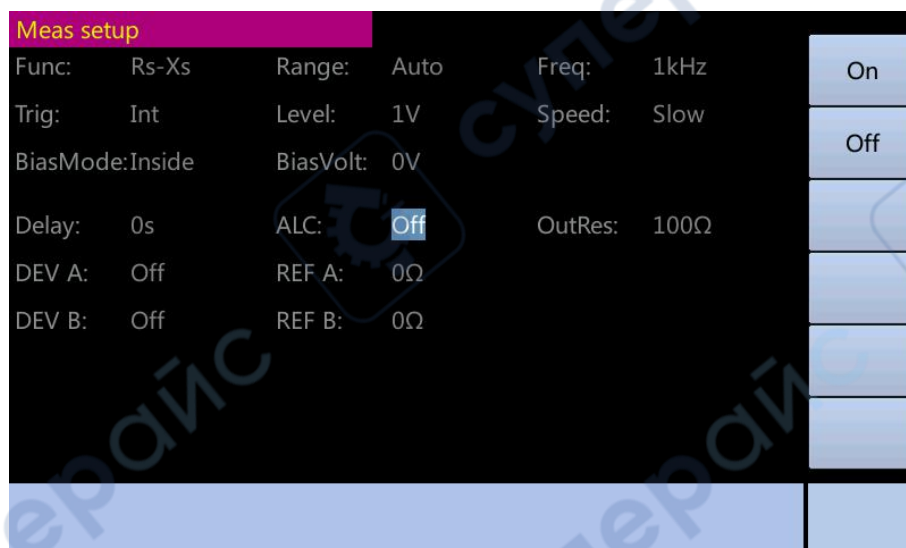 Meas setup
Func: Rs-Xs Range: Auto Freq: 1kHz On
Trig: Int Level: 1V Speed: Slow
Off
BiasMode: Inside BiasVolt: 0V
Delay: 0s ALC: Off OutRes: 100Ω
DEV A: Off REF A: 0Ω
DEV B: Off REF B: 0Ω